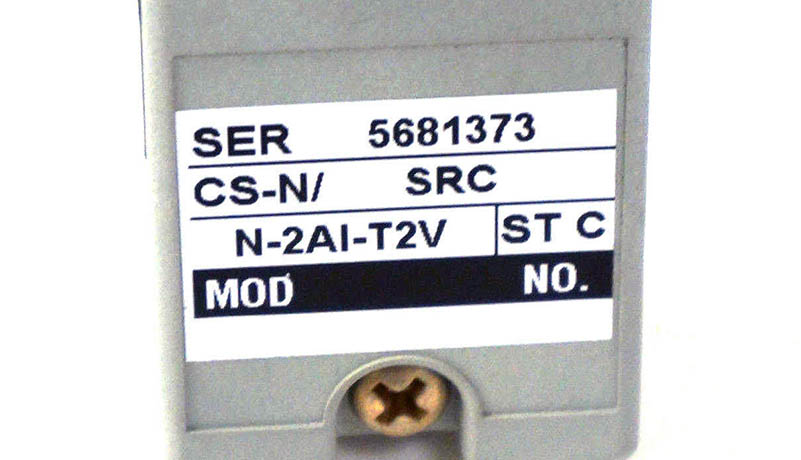 SER 5681373
CS-N/ SRC
N-2AI-T2V ST C
MOD NO.